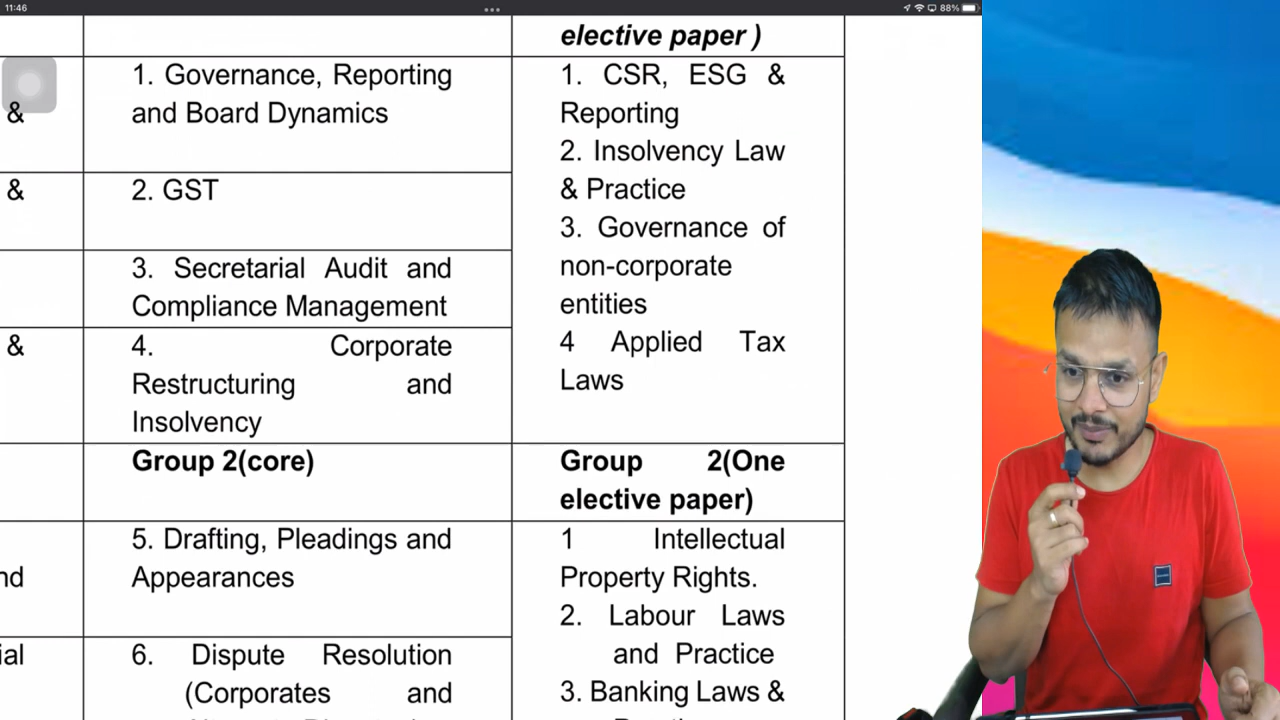 11:46
88%
elective paper )
&
1. Governance, Reporting
and Board Dynamics
1. CSR, ESG &
Reporting
2. Insolvency Law
& Practice
3. Governance of
non-corporate
entities
4 Applied Tax
Laws
&
2. GST
3. Secretarial Audit and
Compliance Management
&
4. Corporate
Restructuring and
Insolvency
Group 2(core)
Group 2(One
elective paper)
nd
5. Drafting, Pleadings and
Appearances
1 Intellectual
Property Rights.
2. Labour Laws
and Practice
3. Banking Laws &
ial
6. Dispute Resolution
(Corporates and